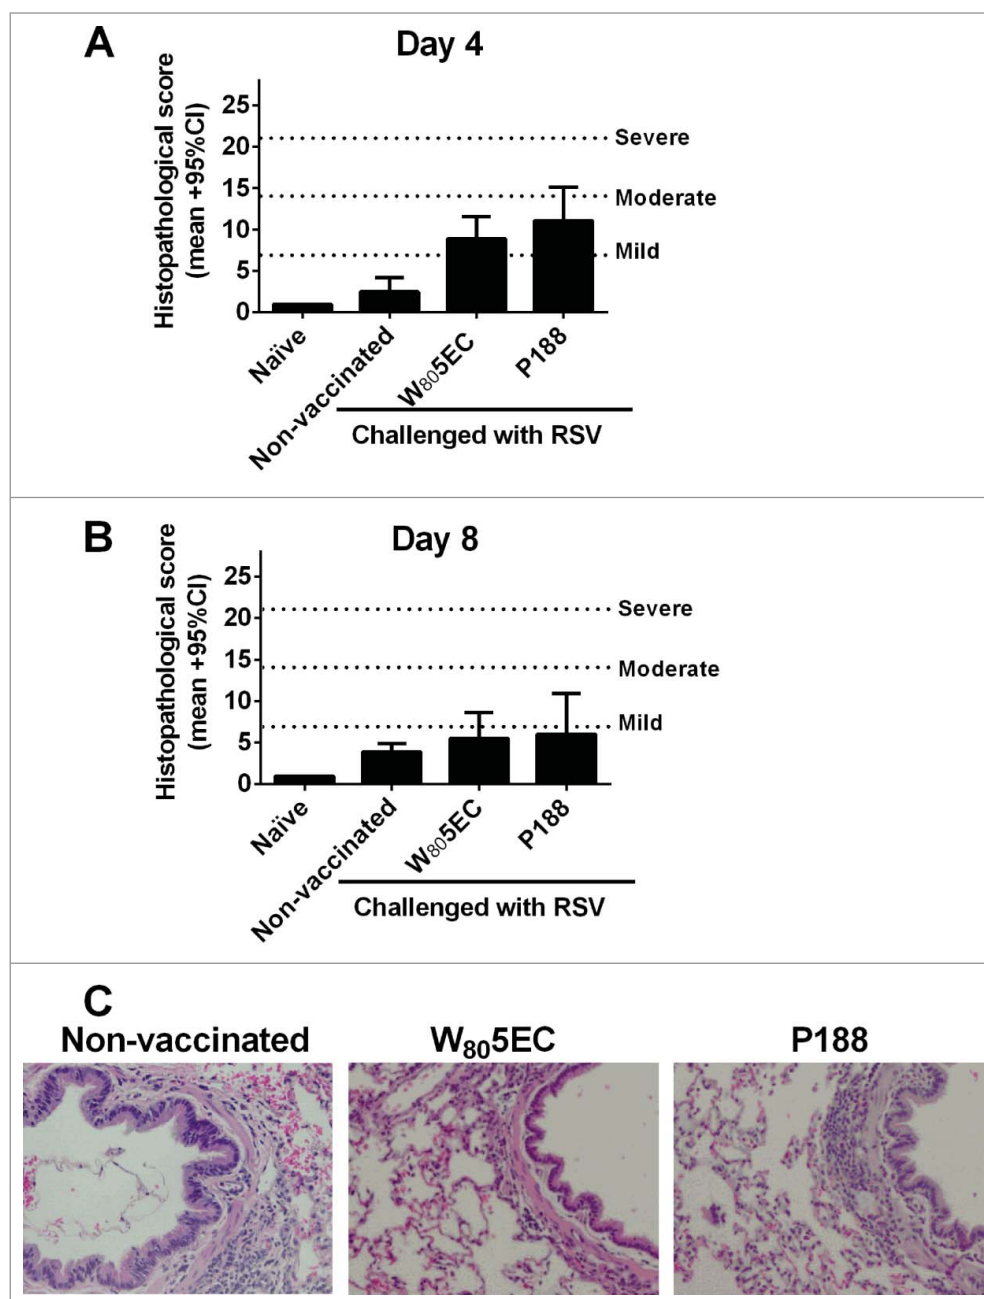 A
Day 4
Histopathological score
(mean +95%CI)
25
20
15
10
5
0
Severe
Moderate
Mild
Naïve
Non-vaccinated
W₈₀5EC
P188
Challenged with RSV
B
Day 8
Histopathological score
(mean +95%CI)
25
20
15
10
5
0
Severe
Moderate
Mild
Naïve
Non-vaccinated
W₈₀5EC
P188
Challenged with RSV
C
Non-vaccinated
W₈₀5EC
P188